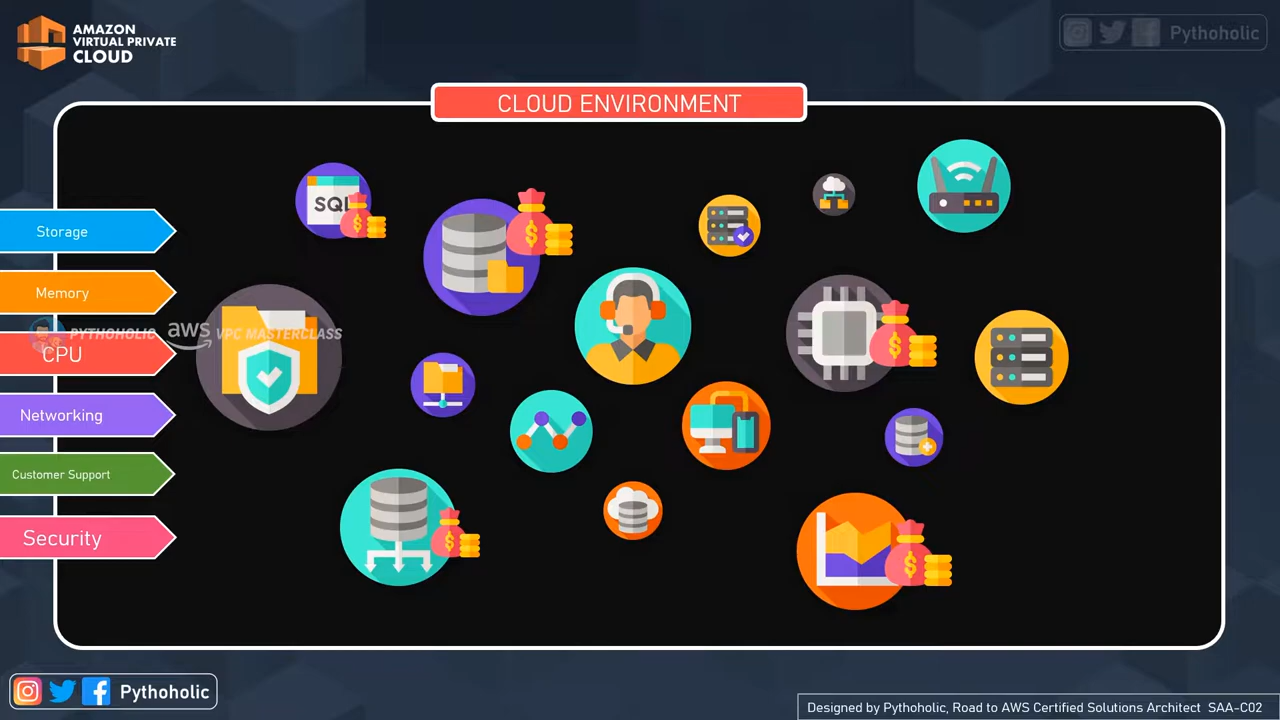 AMAZON
VIRTUAL PRIVATE
CLOUD
Pythoholic
CLOUD ENVIRONMENT
SQL
Storage
Memory
PYTHOHOLIC aws VPC MASTERCLASS
CPU
Networking
Customer Support
Security
Pythoholic
Designed by Pythoholic, Road to AWS Certified Solutions Architect SAA-C02